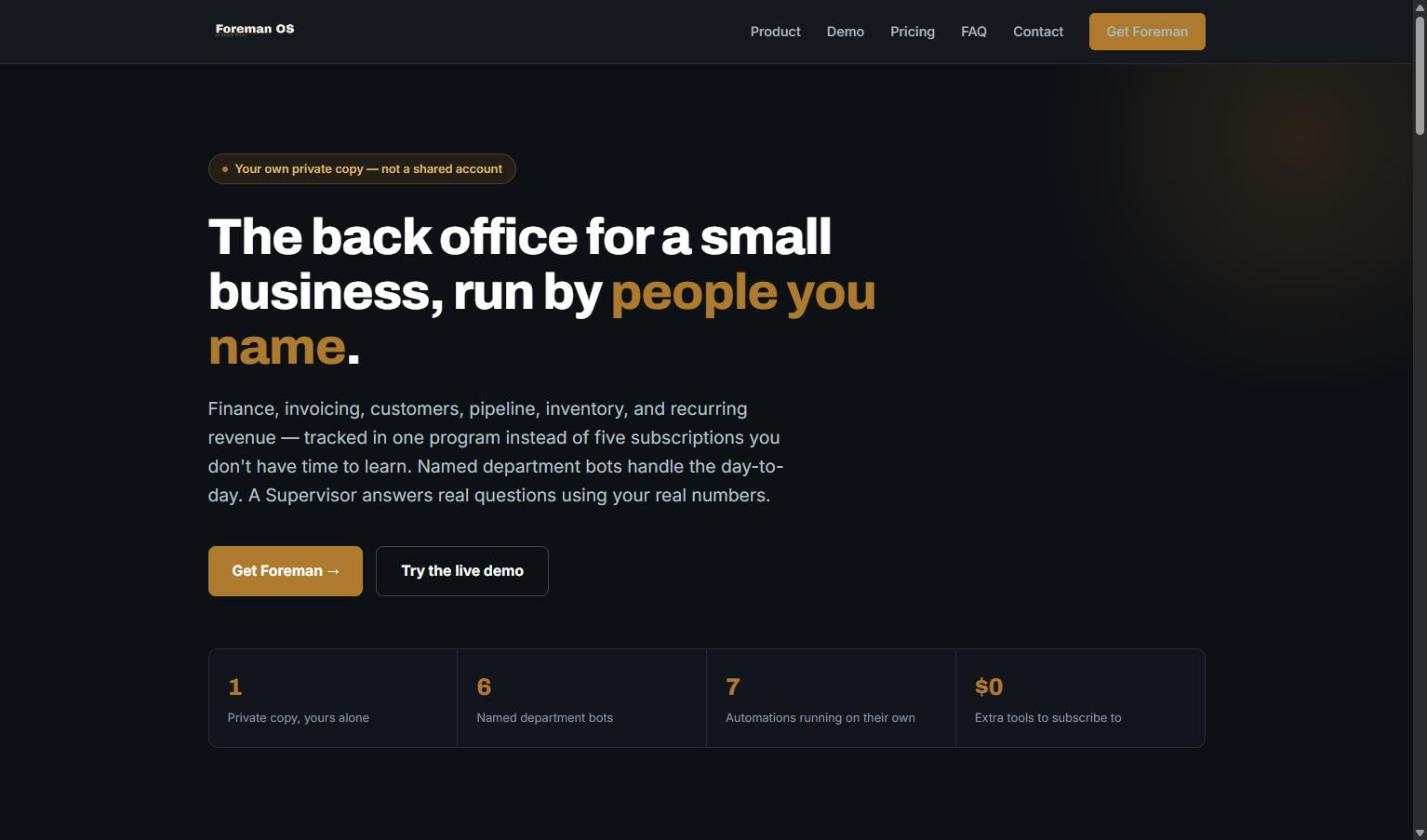 Foreman OS
Product
Demo
Pricing
FAQ
Contact
Get Foreman
Your own private copy — not a shared account
The back office for a small
business, run by people you
name.
Finance, invoicing, customers, pipeline, inventory, and recurring
revenue — tracked in one program instead of five subscriptions you
don't have time to learn. Named department bots handle the day-to-
day. A Supervisor answers real questions using your real numbers.
Get Foreman →
Try the live demo
1
Private copy, yours alone
6
Named department bots
7
Automations running on their own
$0
Extra tools to subscribe to